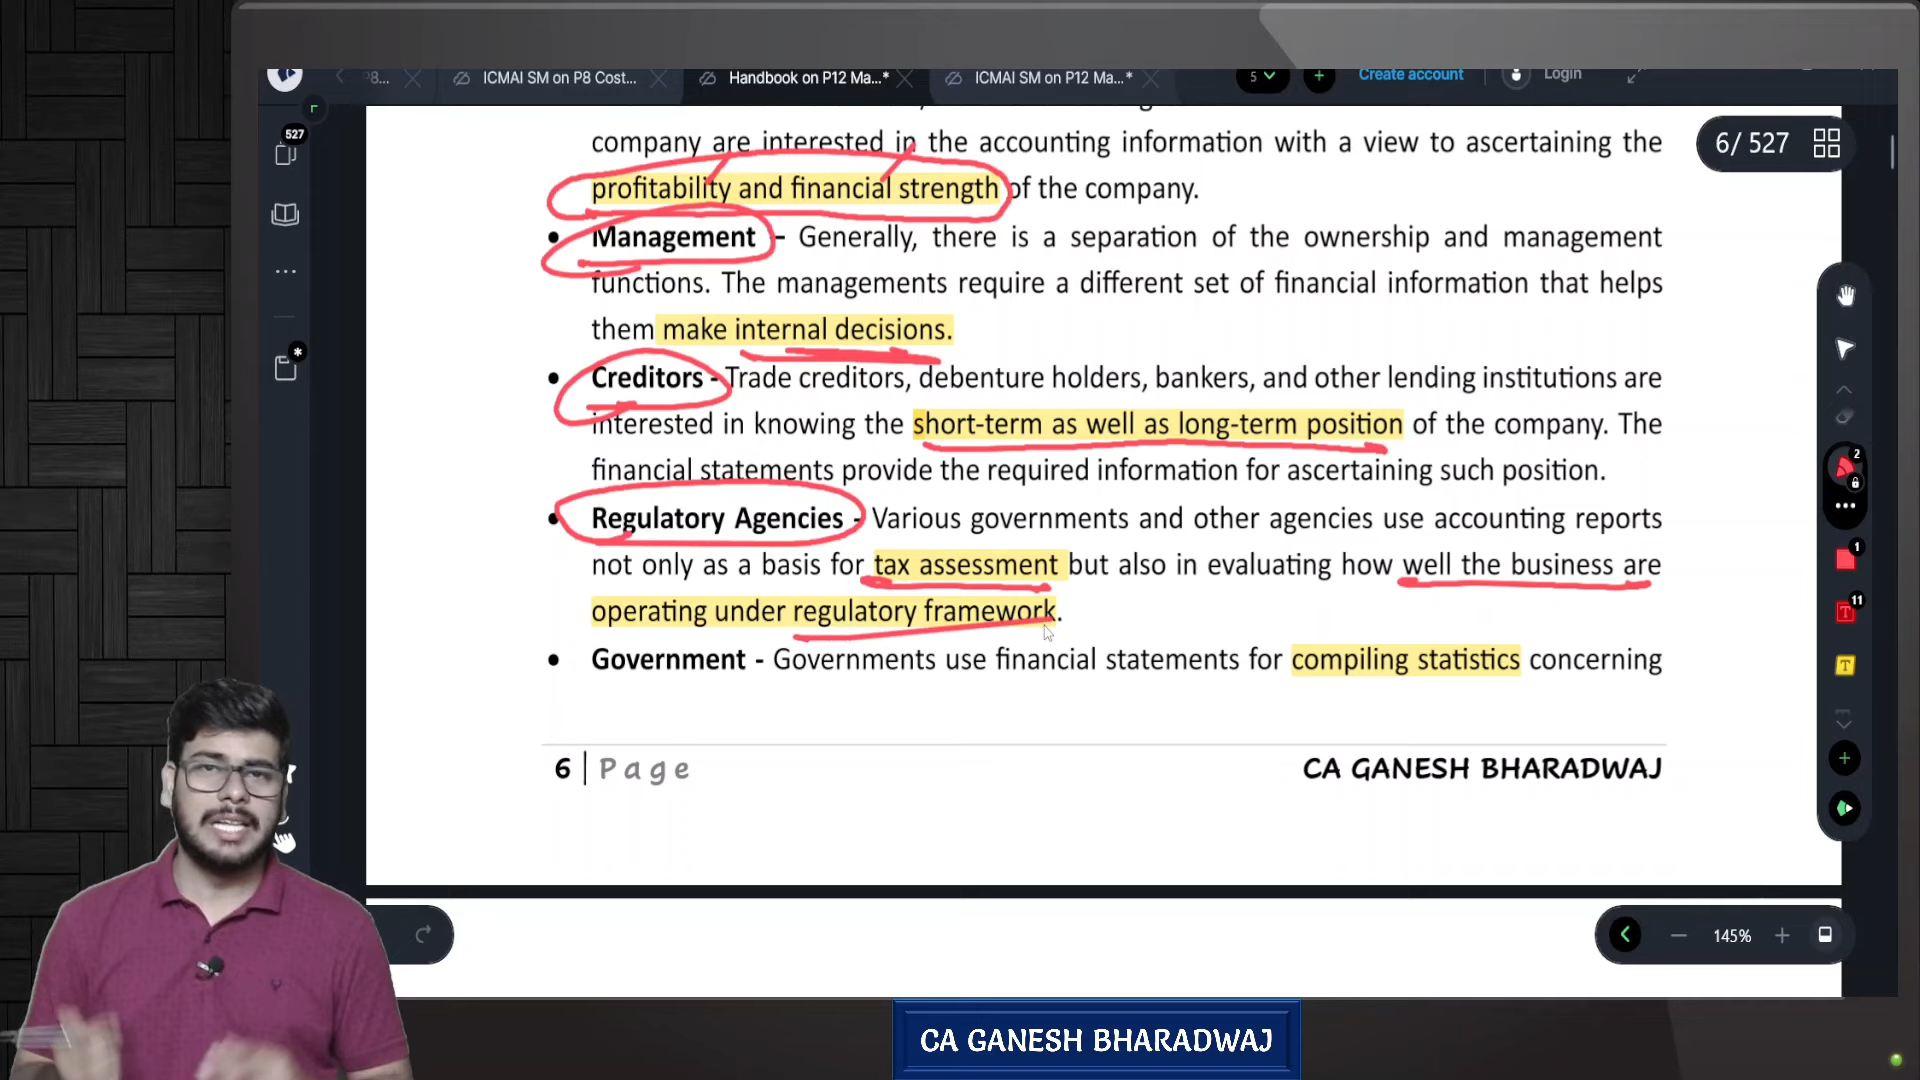 P8...
ICMAI SM on P8 Cost...
Handbook on P12 Ma...*
ICMAI SM on P12 Ma...*
5
Create account
Login
527
6/ 527
company are interested in the accounting information with a view to ascertaining the
profitability and financial strength of the company.
• Management - Generally, there is a separation of the ownership and management
functions. The managements require a different set of financial information that helps
them make internal decisions.
• Creditors - Trade creditors, debenture holders, bankers, and other lending institutions are
interested in knowing the short-term as well as long-term position of the company. The
financial statements provide the required information for ascertaining such position.
• Regulatory Agencies - Various governments and other agencies use accounting reports
not only as a basis for tax assessment but also in evaluating how well the business are
operating under regulatory framework.
• Government - Governments use financial statements for compiling statistics concerning
6 | Page
CA GANESH BHARADWAJ
2
1
11
T
T
145%
CA GANESH BHARADWAJ